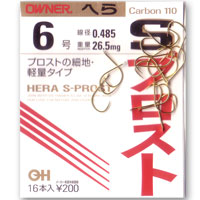 OWNER へら
Carbon 110
6号
線径 0.485
重量 26.5mg
Sプロスト
プロストの細地・
軽量タイプ
HERA S-PROST
OH
16本入 ¥200